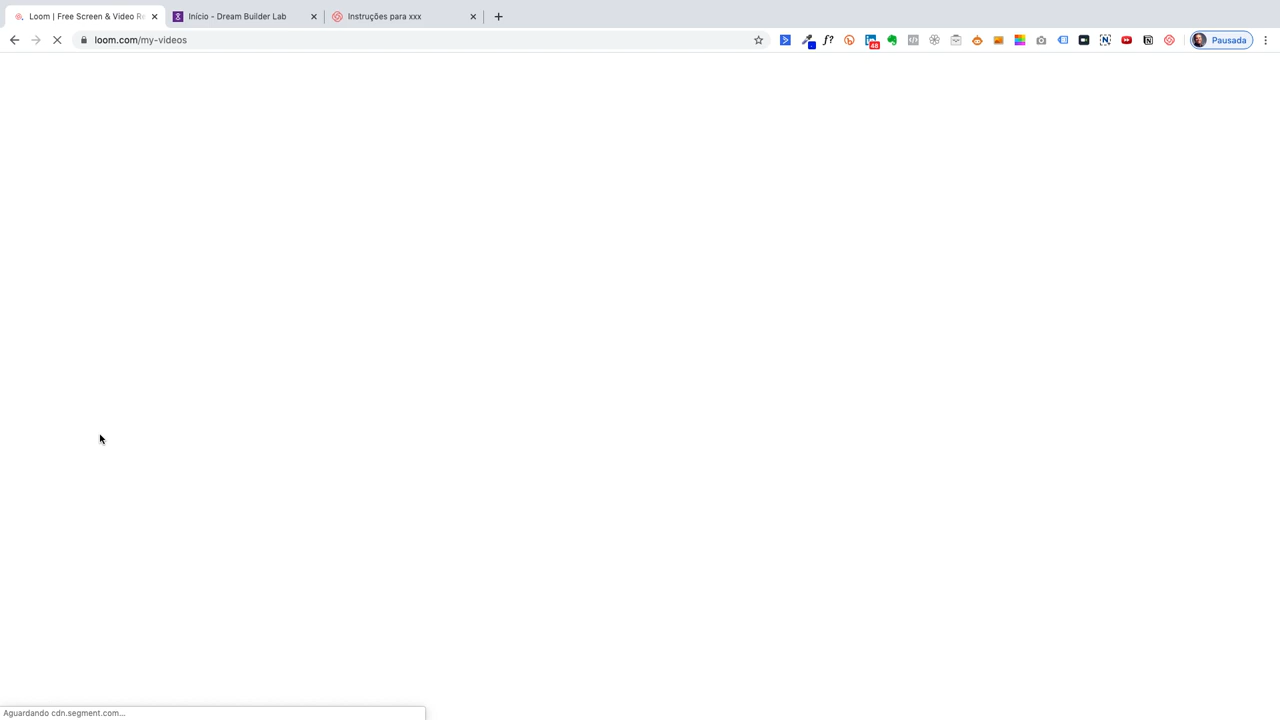 Loom | Free Screen & Video Re
Início - Dream Builder Lab
Instruções para xxx
loom.com/my-videos
f?
48
N
Pausada
Aguardando cdn.segment.com...